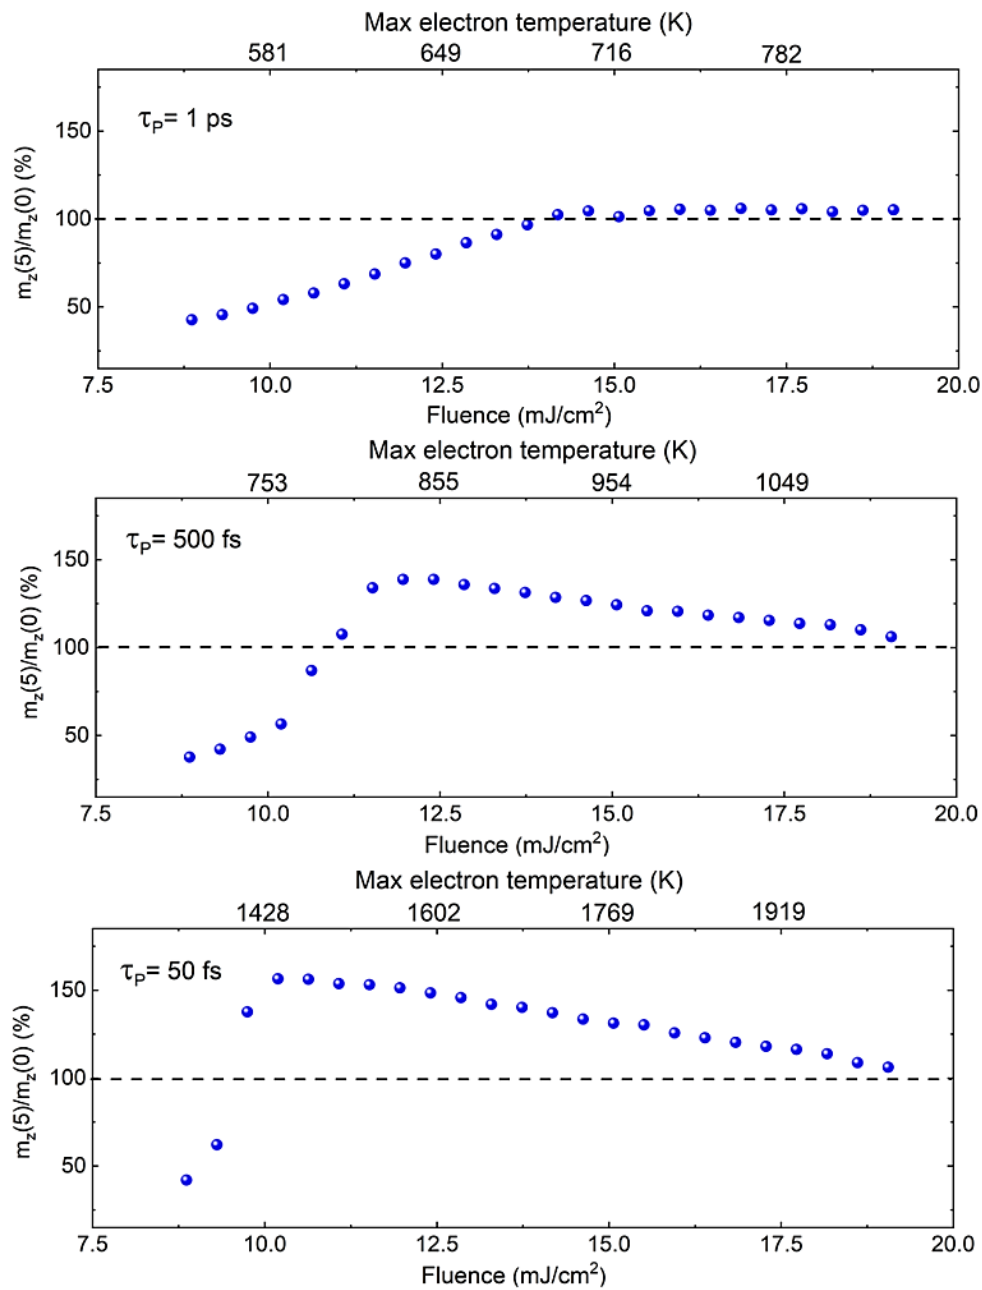 Max electron temperature (K)
581 649 716 782
τP= 1 ps
150
100
50
mz(5)/mz(0) (%)
7.5 10.0 12.5 15.0 17.5 20.0
Fluence (mJ/cm²)
Max electron temperature (K)
753 855 954 1049
τP= 500 fs
150
100
50
mz(5)/mz(0) (%)
7.5 10.0 12.5 15.0 17.5 20.0
Fluence (mJ/cm²)
Max electron temperature (K)
1428 1602 1769 1919
τP= 50 fs
150
100
50
mz(5)/mz(0) (%)
7.5 10.0 12.5 15.0 17.5 20.0
Fluence (mJ/cm²)